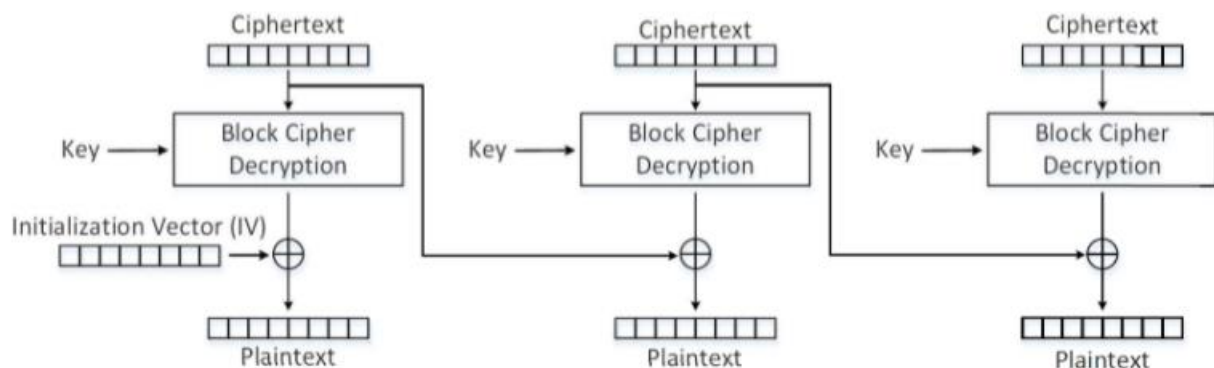 Ciphertext
Ciphertext
Ciphertext
Key
Block Cipher
Decryption
Key
Block Cipher
Decryption
Key
Block Cipher
Decryption
Initialization Vector (IV)
Plaintext
Plaintext
Plaintext